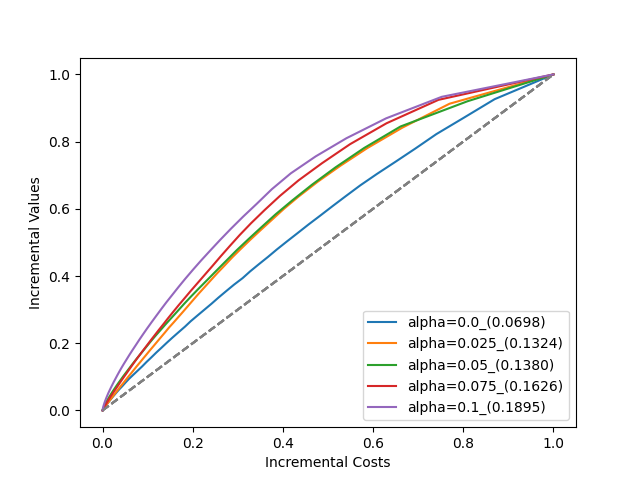 1.0
0.8
0.6
0.4
0.2
0.0
Incremental Values
0.0 0.2 0.4 0.6 0.8 1.0
Incremental Costs
alpha=0.0_(0.0698)
alpha=0.025_(0.1324)
alpha=0.05_(0.1380)
alpha=0.075_(0.1626)
alpha=0.1_(0.1895)